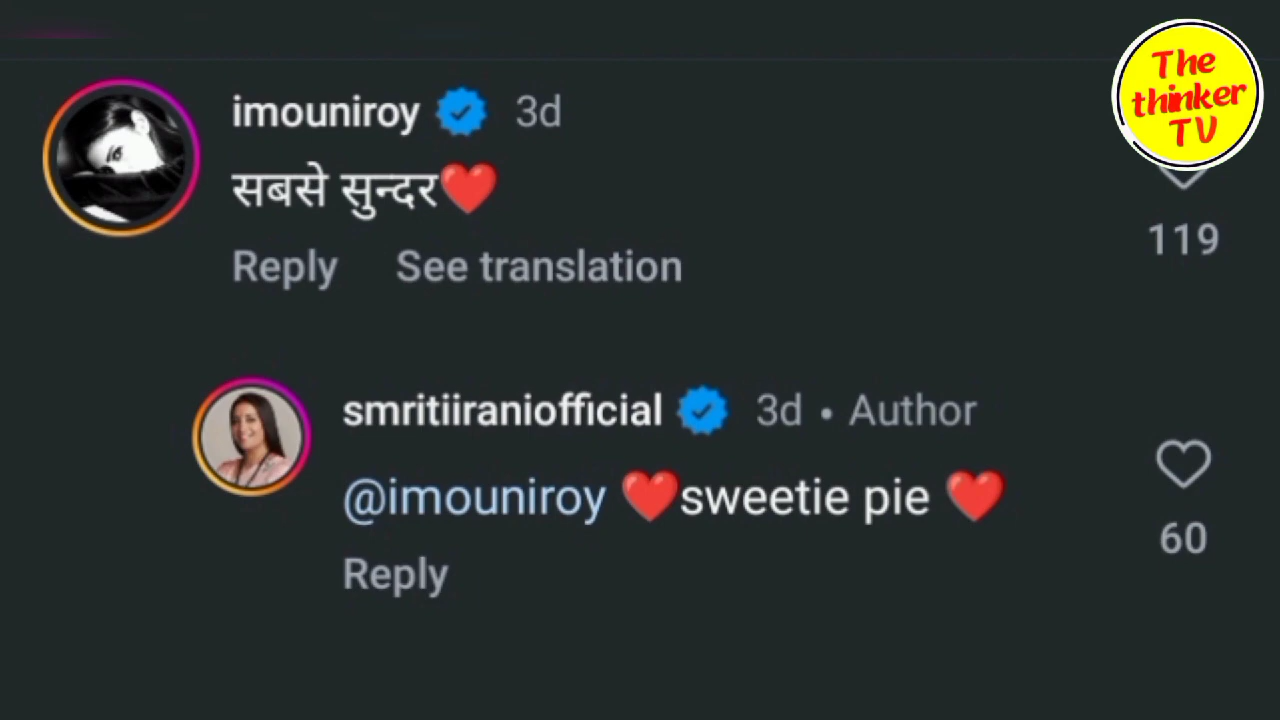 The
thinker
TV
imouniroy 3d
सबसे सुन्दर❤️
119
Reply See translation
smritiiraniofficial 3d • Author
@imouniroy ❤️sweetie pie ❤️
60
Reply